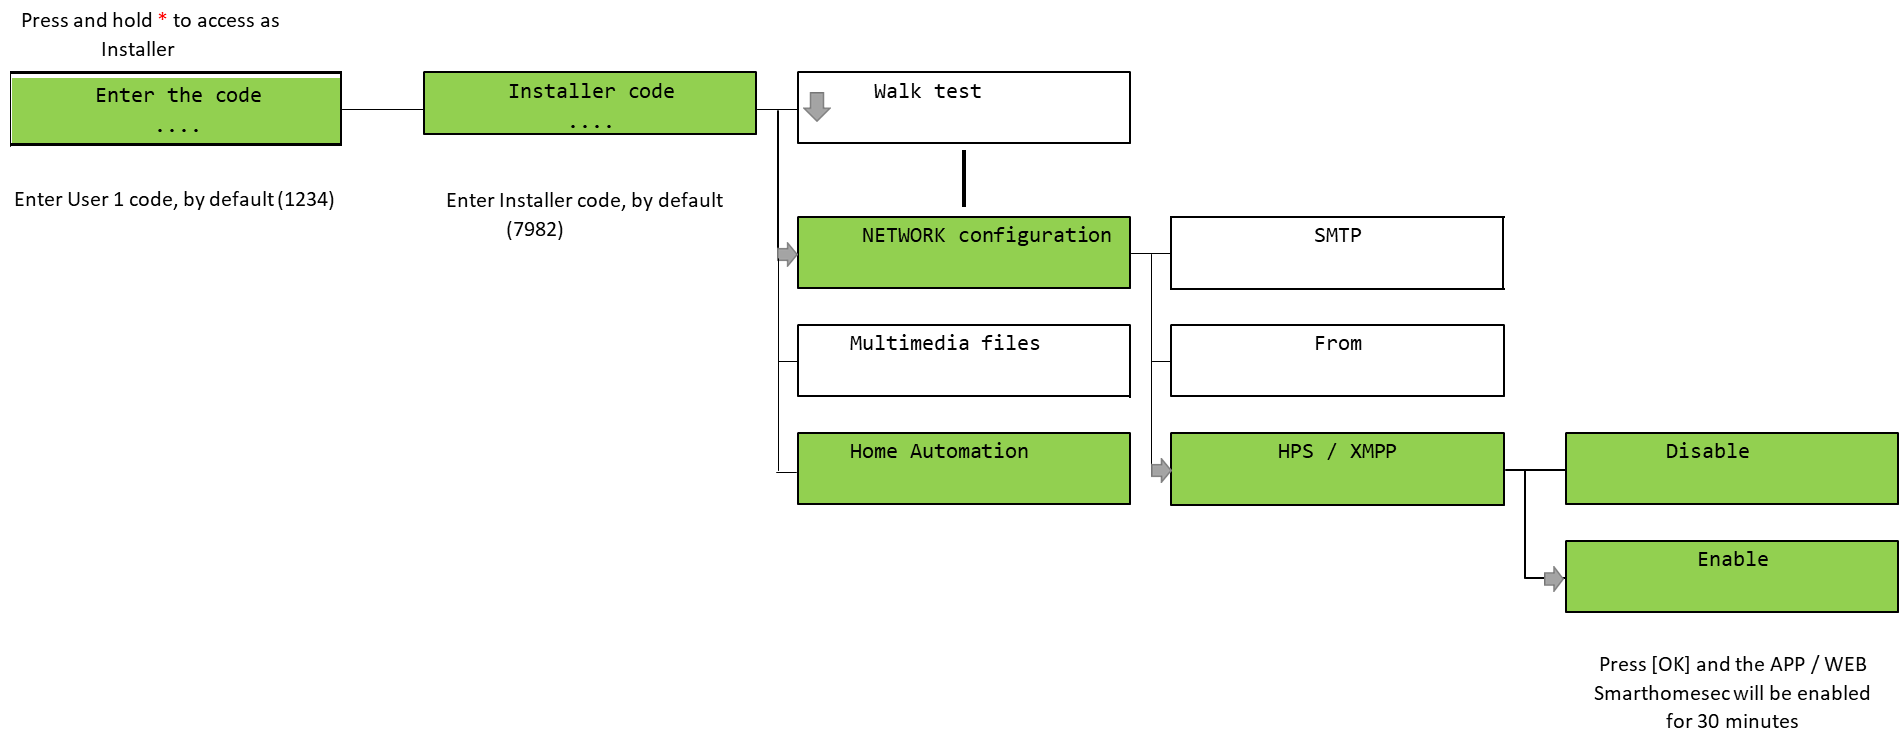 Press and hold * to access as
Installer
Enter the code
....
Enter User 1 code, by default (1234)
Installer code
....
Enter Installer code, by default
(7982)
Walk test
NETWORK configuration
Multimedia files
Home Automation
SMTP
From
HPS / XMPP
Disable
Enable
Press [OK] and the APP / WEB
Smarthomesec will be enabled
for 30 minutes